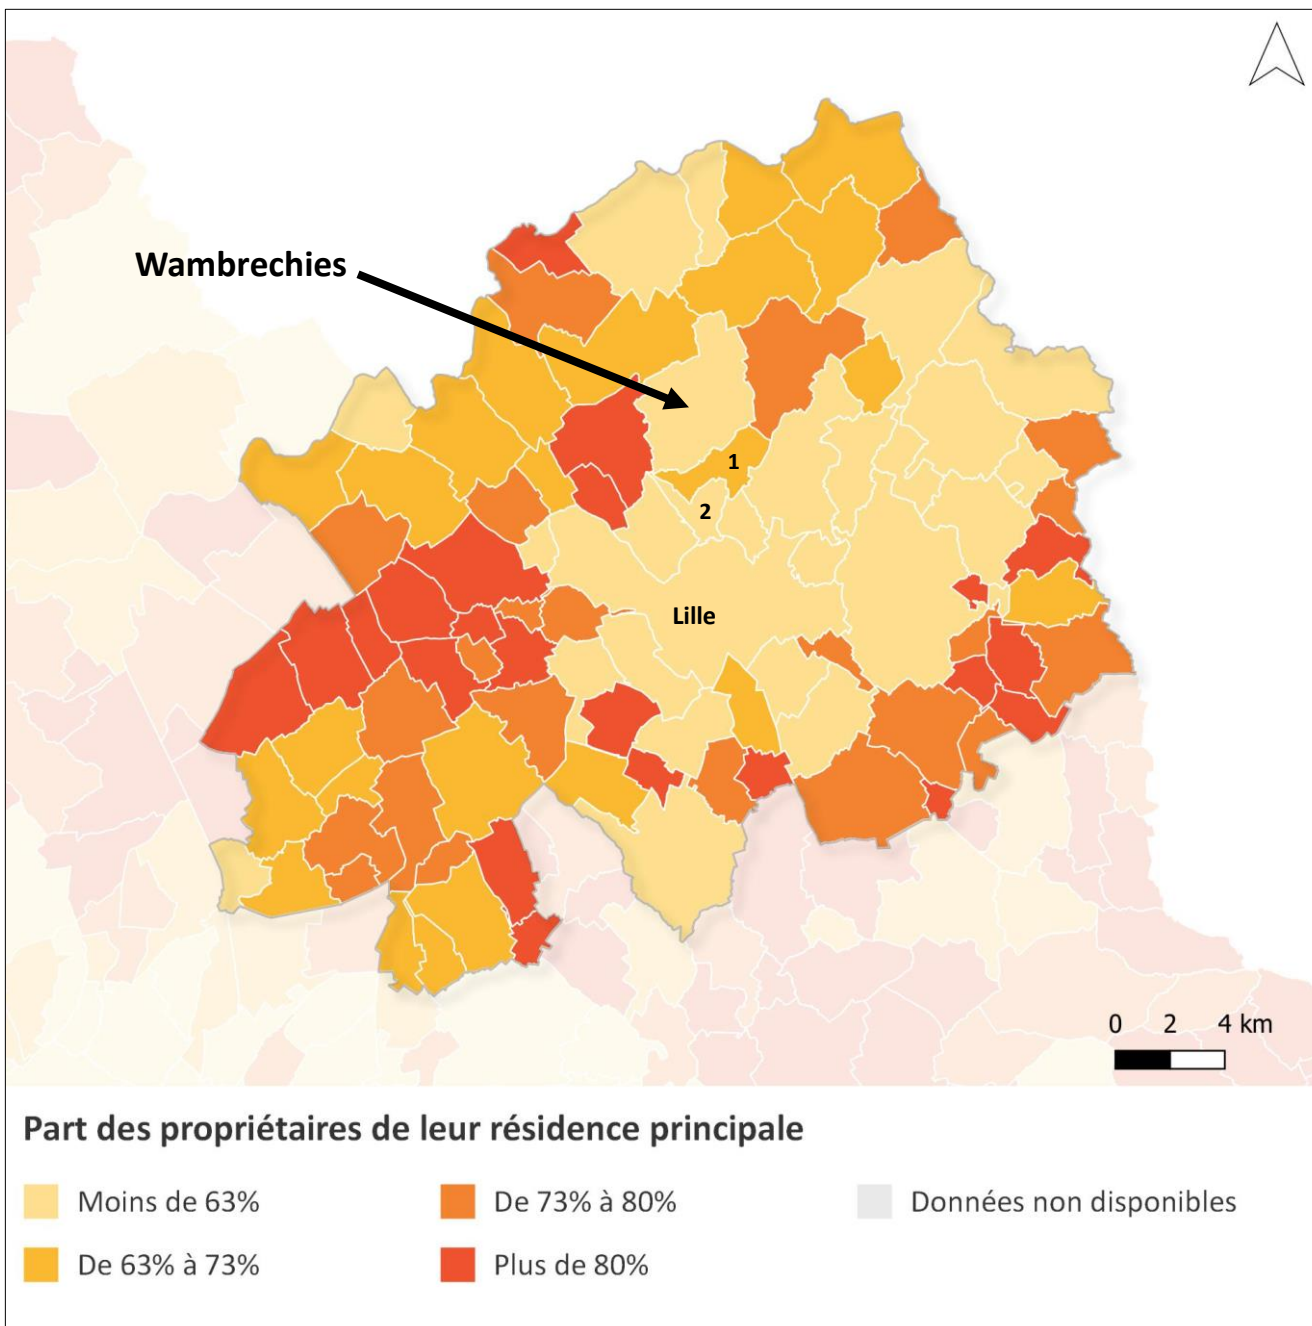 Wambrechies
1
2
Lille
0 2 4 km
Part des propriétaires de leur résidence principale
Moins de 63%
De 73% à 80%
Données non disponibles
De 63% à 73%
Plus de 80%